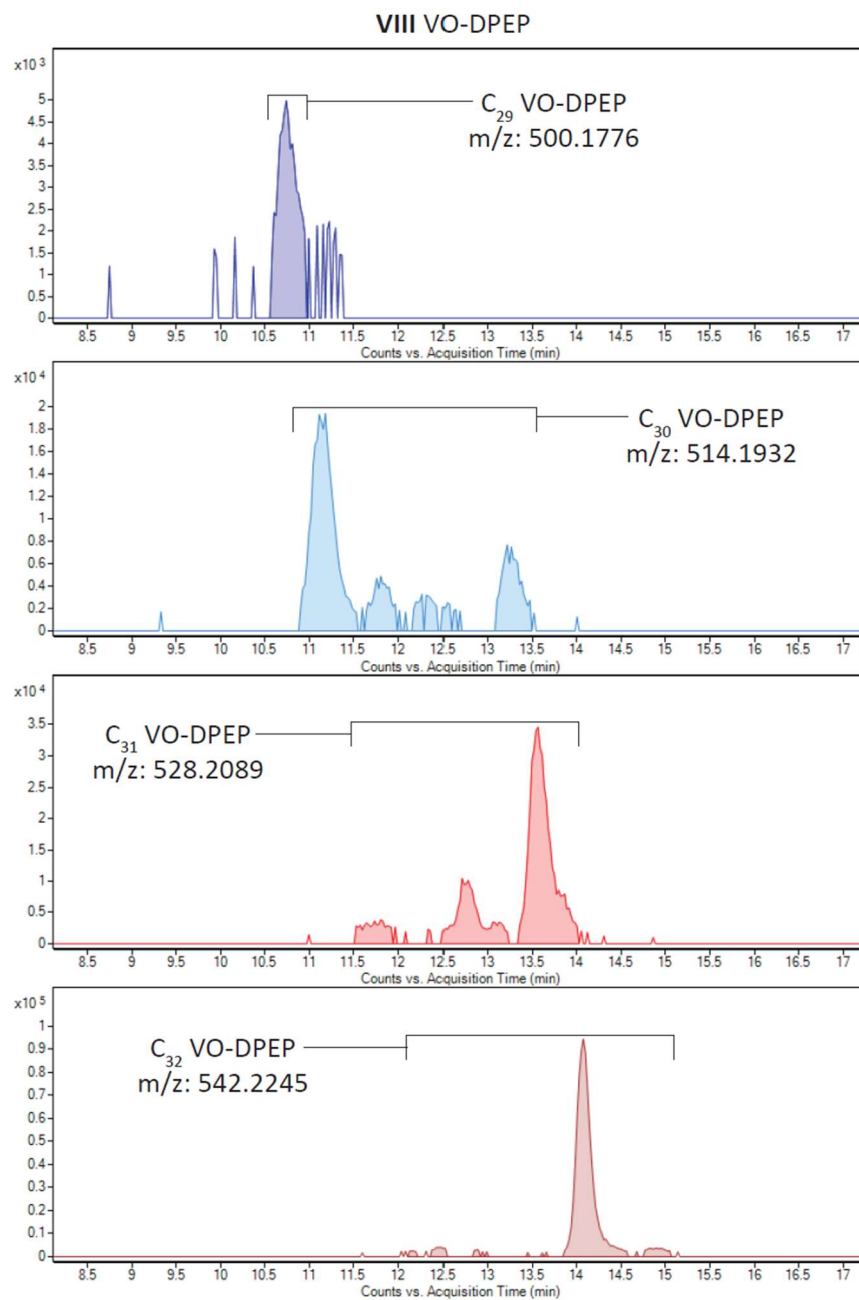 VIII VO-DPEP
x10 3
5
4.5
4
3.5
3
2.5
2
1.5
1
0.5
0
C29 VO-DPEP
m/z: 500.1776
8.5 9 9.5 10 10.5 11 11.5 12 12.5 13 13.5 14 14.5 15 15.5 16 16.5 17
Counts vs. Acquisition Time (min)
x10 4
2
1.8
1.6
1.4
1.2
1
0.8
0.6
0.4
0.2
0
C30 VO-DPEP
m/z: 514.1932
8.5 9 9.5 10 10.5 11 11.5 12 12.5 13 13.5 14 14.5 15 15.5 16 16.5 17
Counts vs. Acquisition Time (min)
x10 4
3.5
3
2.5
2
1.5
1
0.5
0
C31 VO-DPEP
m/z: 528.2089
8.5 9 9.5 10 10.5 11 11.5 12 12.5 13 13.5 14 14.5 15 15.5 16 16.5 17
Counts vs. Acquisition Time (min)
x10 5
1
0.9
0.8
0.7
0.6
0.5
0.4
0.3
0.2
0.1
0
C32 VO-DPEP
m/z: 542.2245
8.5 9 9.5 10 10.5 11 11.5 12 12.5 13 13.5 14 14.5 15 15.5 16 16.5 17
Counts vs. Acquisition Time (min)